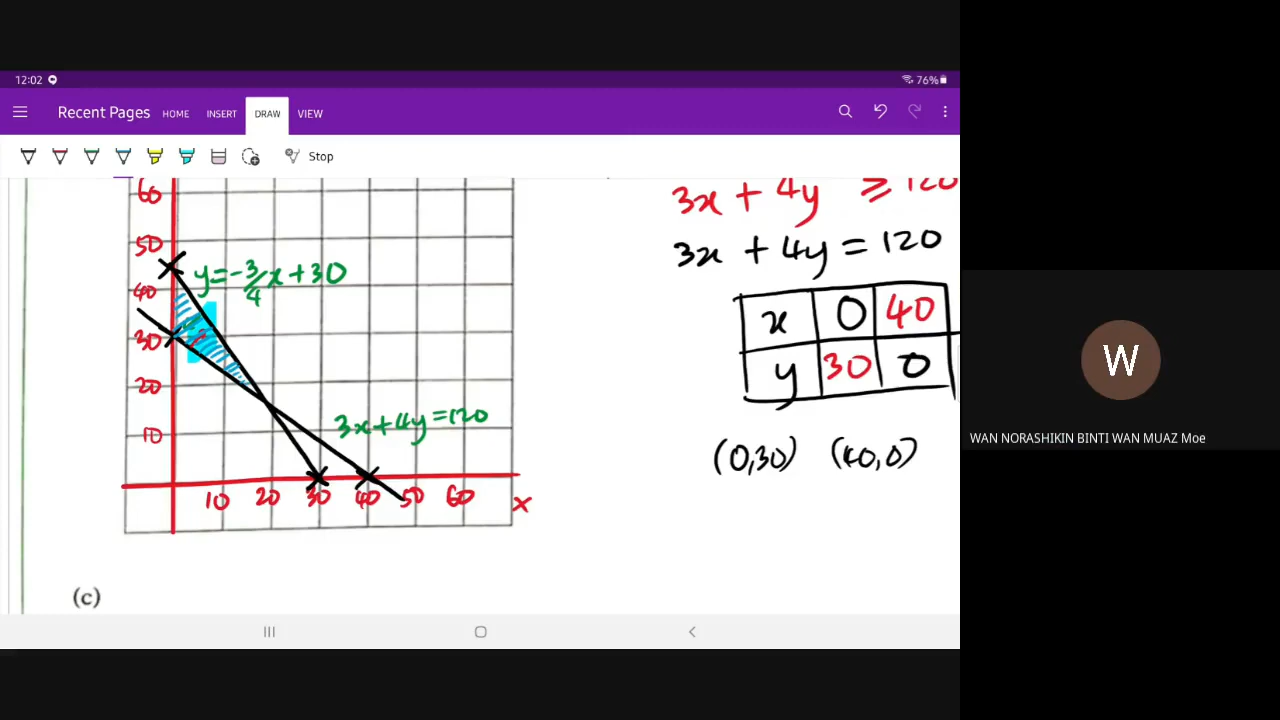 12:02 76%
Recent Pages HOME INSERT DRAW VIEW
Stop
60
50
40
30
20
10
y=-3/4x+30
3x+4y=120
10 20 30 40 50 60 x
3x + 4y ≥ 120
3x + 4y = 120
x 0 40
y 30 0
(0,30) (40,0)
(c)
W
WAN NORASHIKIN BINTI WAN MUAZ Moe